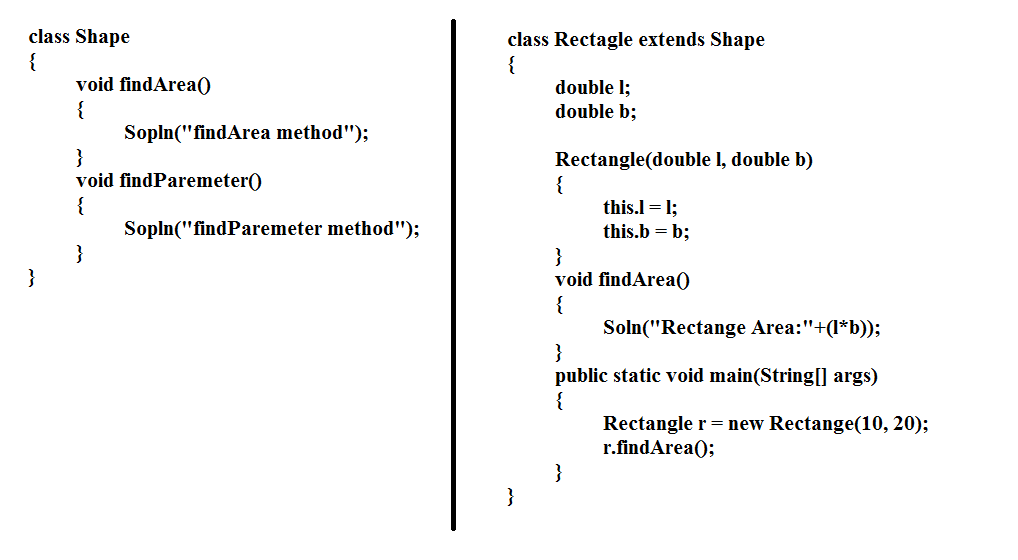 class Shape
{
void findArea()
{
Sopln("findArea method");
}
void findParemeter()
{
Sopln("findParemeter method");
}
}
class Rectagle extends Shape
{
double l;
double b;
Rectangle(double l, double b)
{
this.l = l;
this.b = b;
}
void findArea()
{
Soln("Rectange Area:"+(l*b));
}
public static void main(String[] args)
{
Rectangle r = new Rectange(10, 20);
r.findArea();
}
}